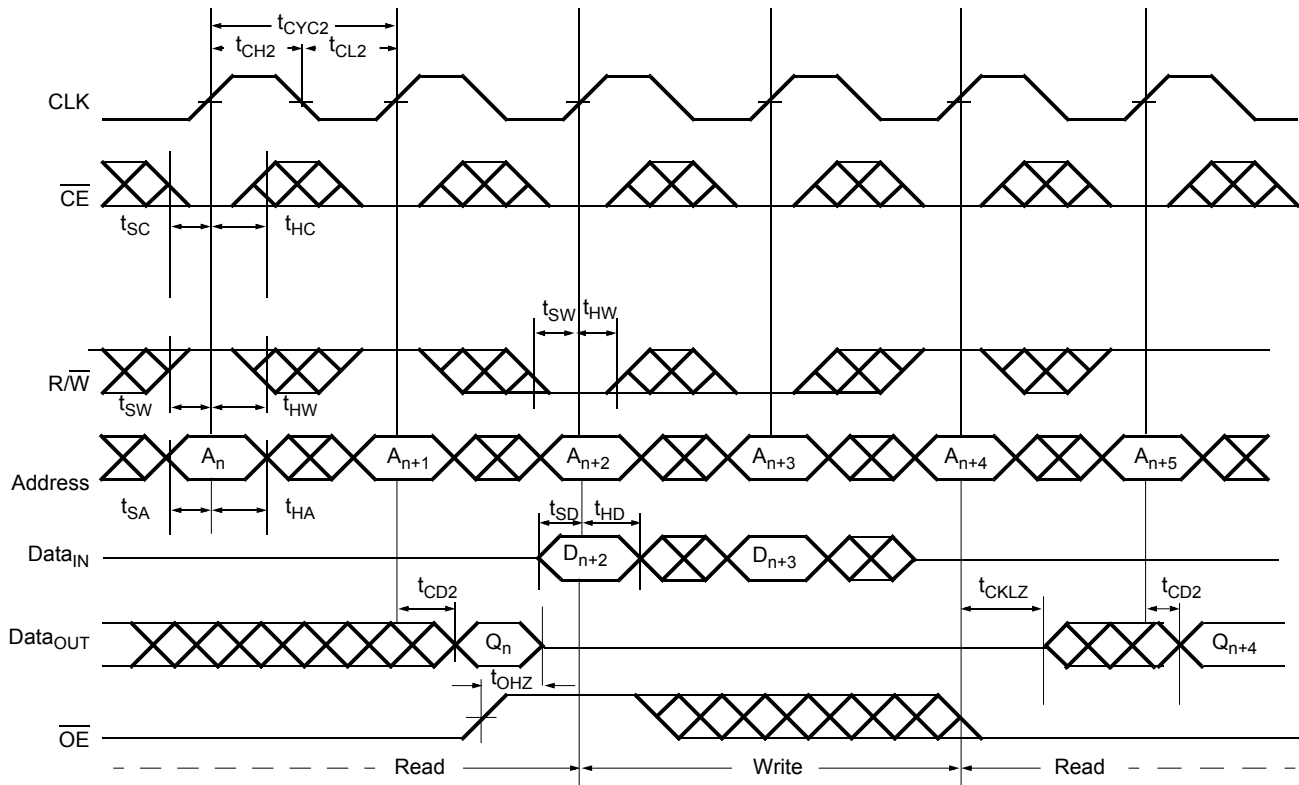 tCYC2
tCH2 tCL2
CLK
CE
tSC tHC
tSW tHW
R/W
tSW tHW
An An+1 An+2 An+3 An+4 An+5
Address
tSA tHA tSD tHD
DataIN Dn+2 Dn+3
tCD2 tCKLZ tCD2
DataOUT Qn Qn+4
tOHZ
OE
Read Write Read